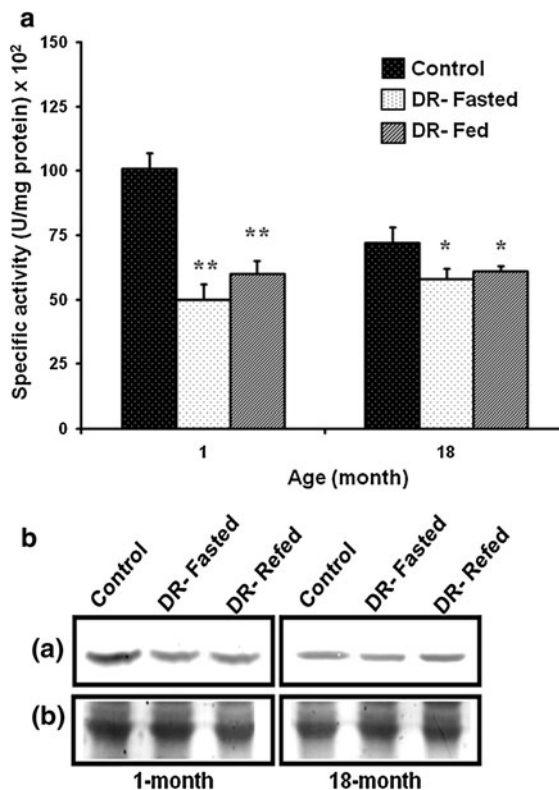 a
Specific activity (U/mg protein) x 10²
150
125
100
75
50
25
0
Control
DR- Fasted
DR- Fed
**
**
*
*
1
18
Age (month)
b
Control
DR- Fasted
DR- Refed
Control
DR- Fasted
DR- Refed
(a)
(b)
1-month
18-month